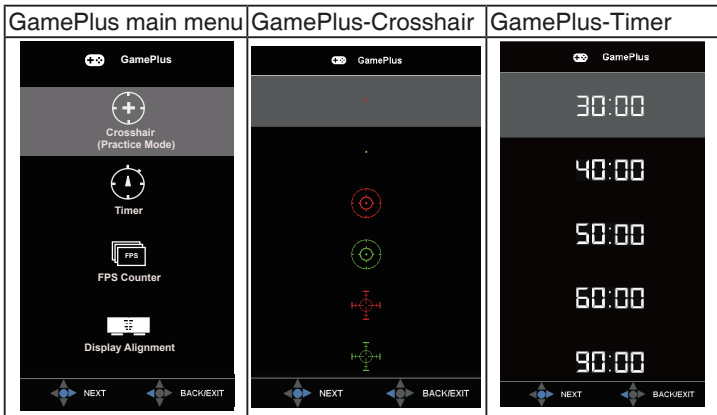 GamePlus main menu
GamePlus-Crosshair
GamePlus-Timer
GamePlus
Crosshair
(Practice Mode)
Timer
FPS
FPS Counter
Display Alignment
NEXT BACK/EXIT
GamePlus
NEXT BACK/EXIT
GamePlus
30:00
40:00
50:00
60:00
90:00
NEXT BACK/EXIT